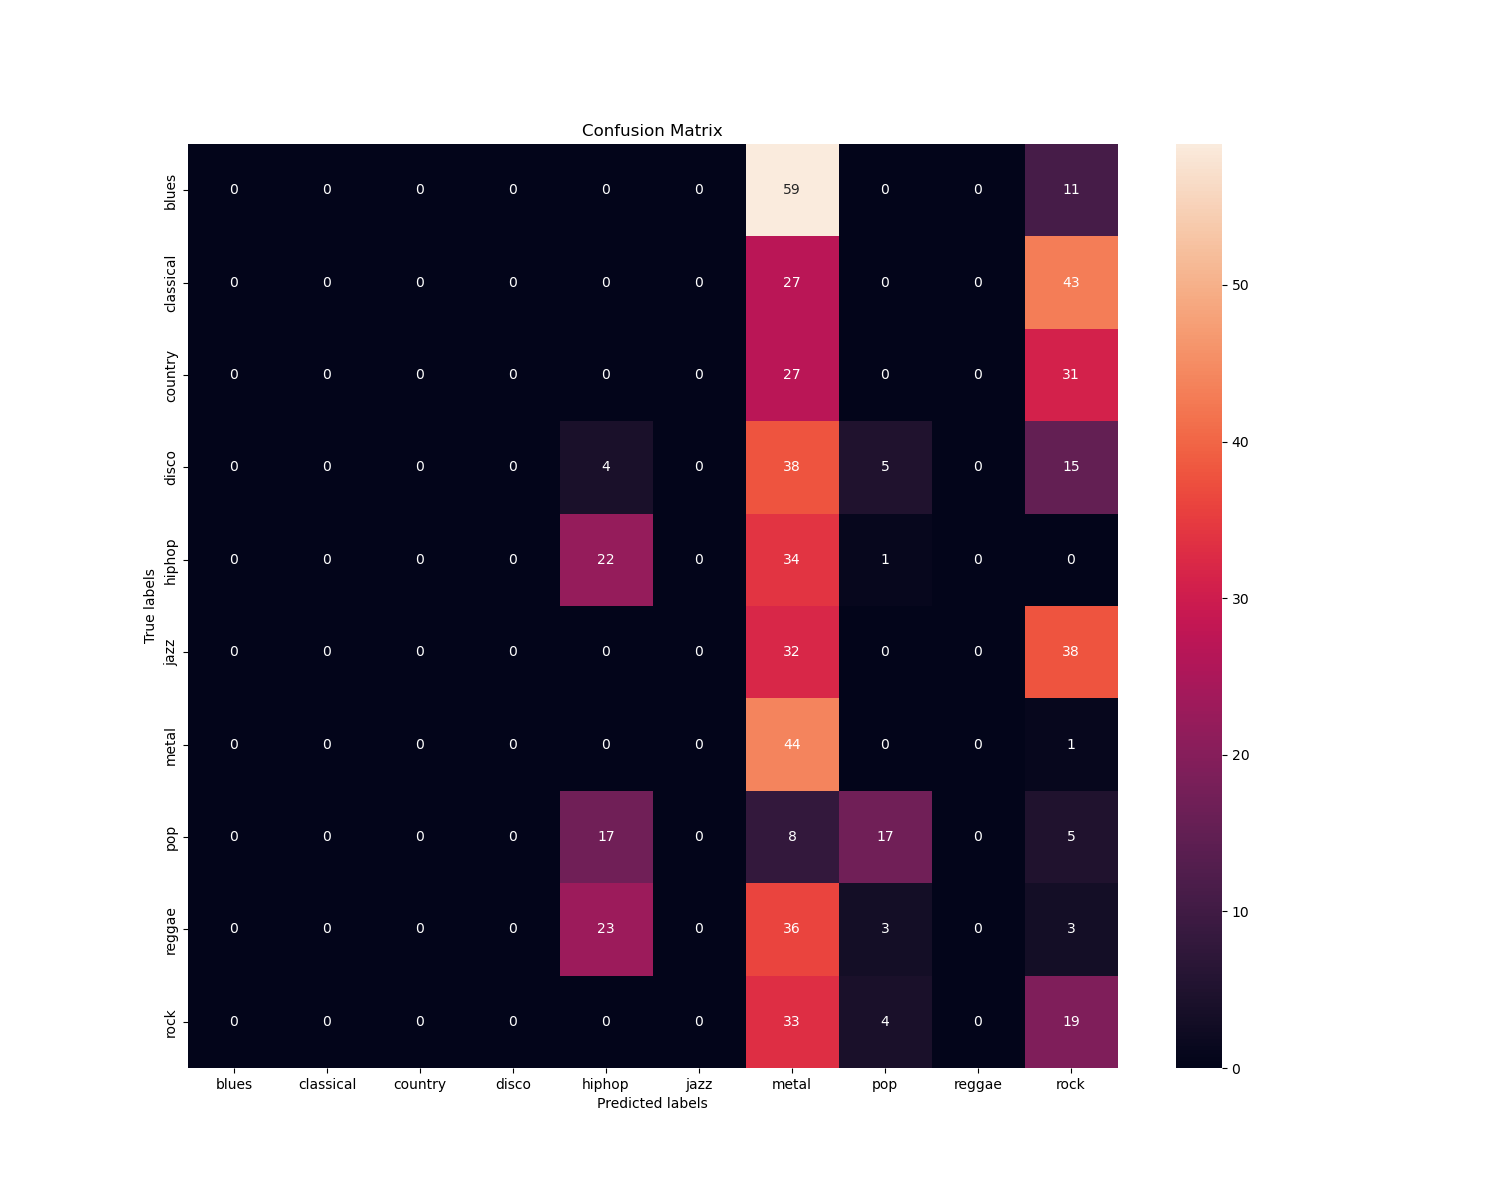 Confusion Matrix
blues 0 0 0 0 0 0 59 0 0 11
classical 0 0 0 0 0 0 27 0 0 43
country 0 0 0 0 0 0 27 0 0 31
disco 0 0 0 0 4 0 38 5 0 15
hiphop 0 0 0 0 22 0 34 1 0 0
jazz 0 0 0 0 0 0 32 0 0 38
metal 0 0 0 0 0 0 44 0 0 1
pop 0 0 0 0 17 0 8 17 0 5
reggae 0 0 0 0 23 0 36 3 0 3
rock 0 0 0 0 0 0 33 4 0 19
True labels
blues classical country disco hiphop jazz metal pop reggae rock
Predicted labels
50
40
30
20
10
0